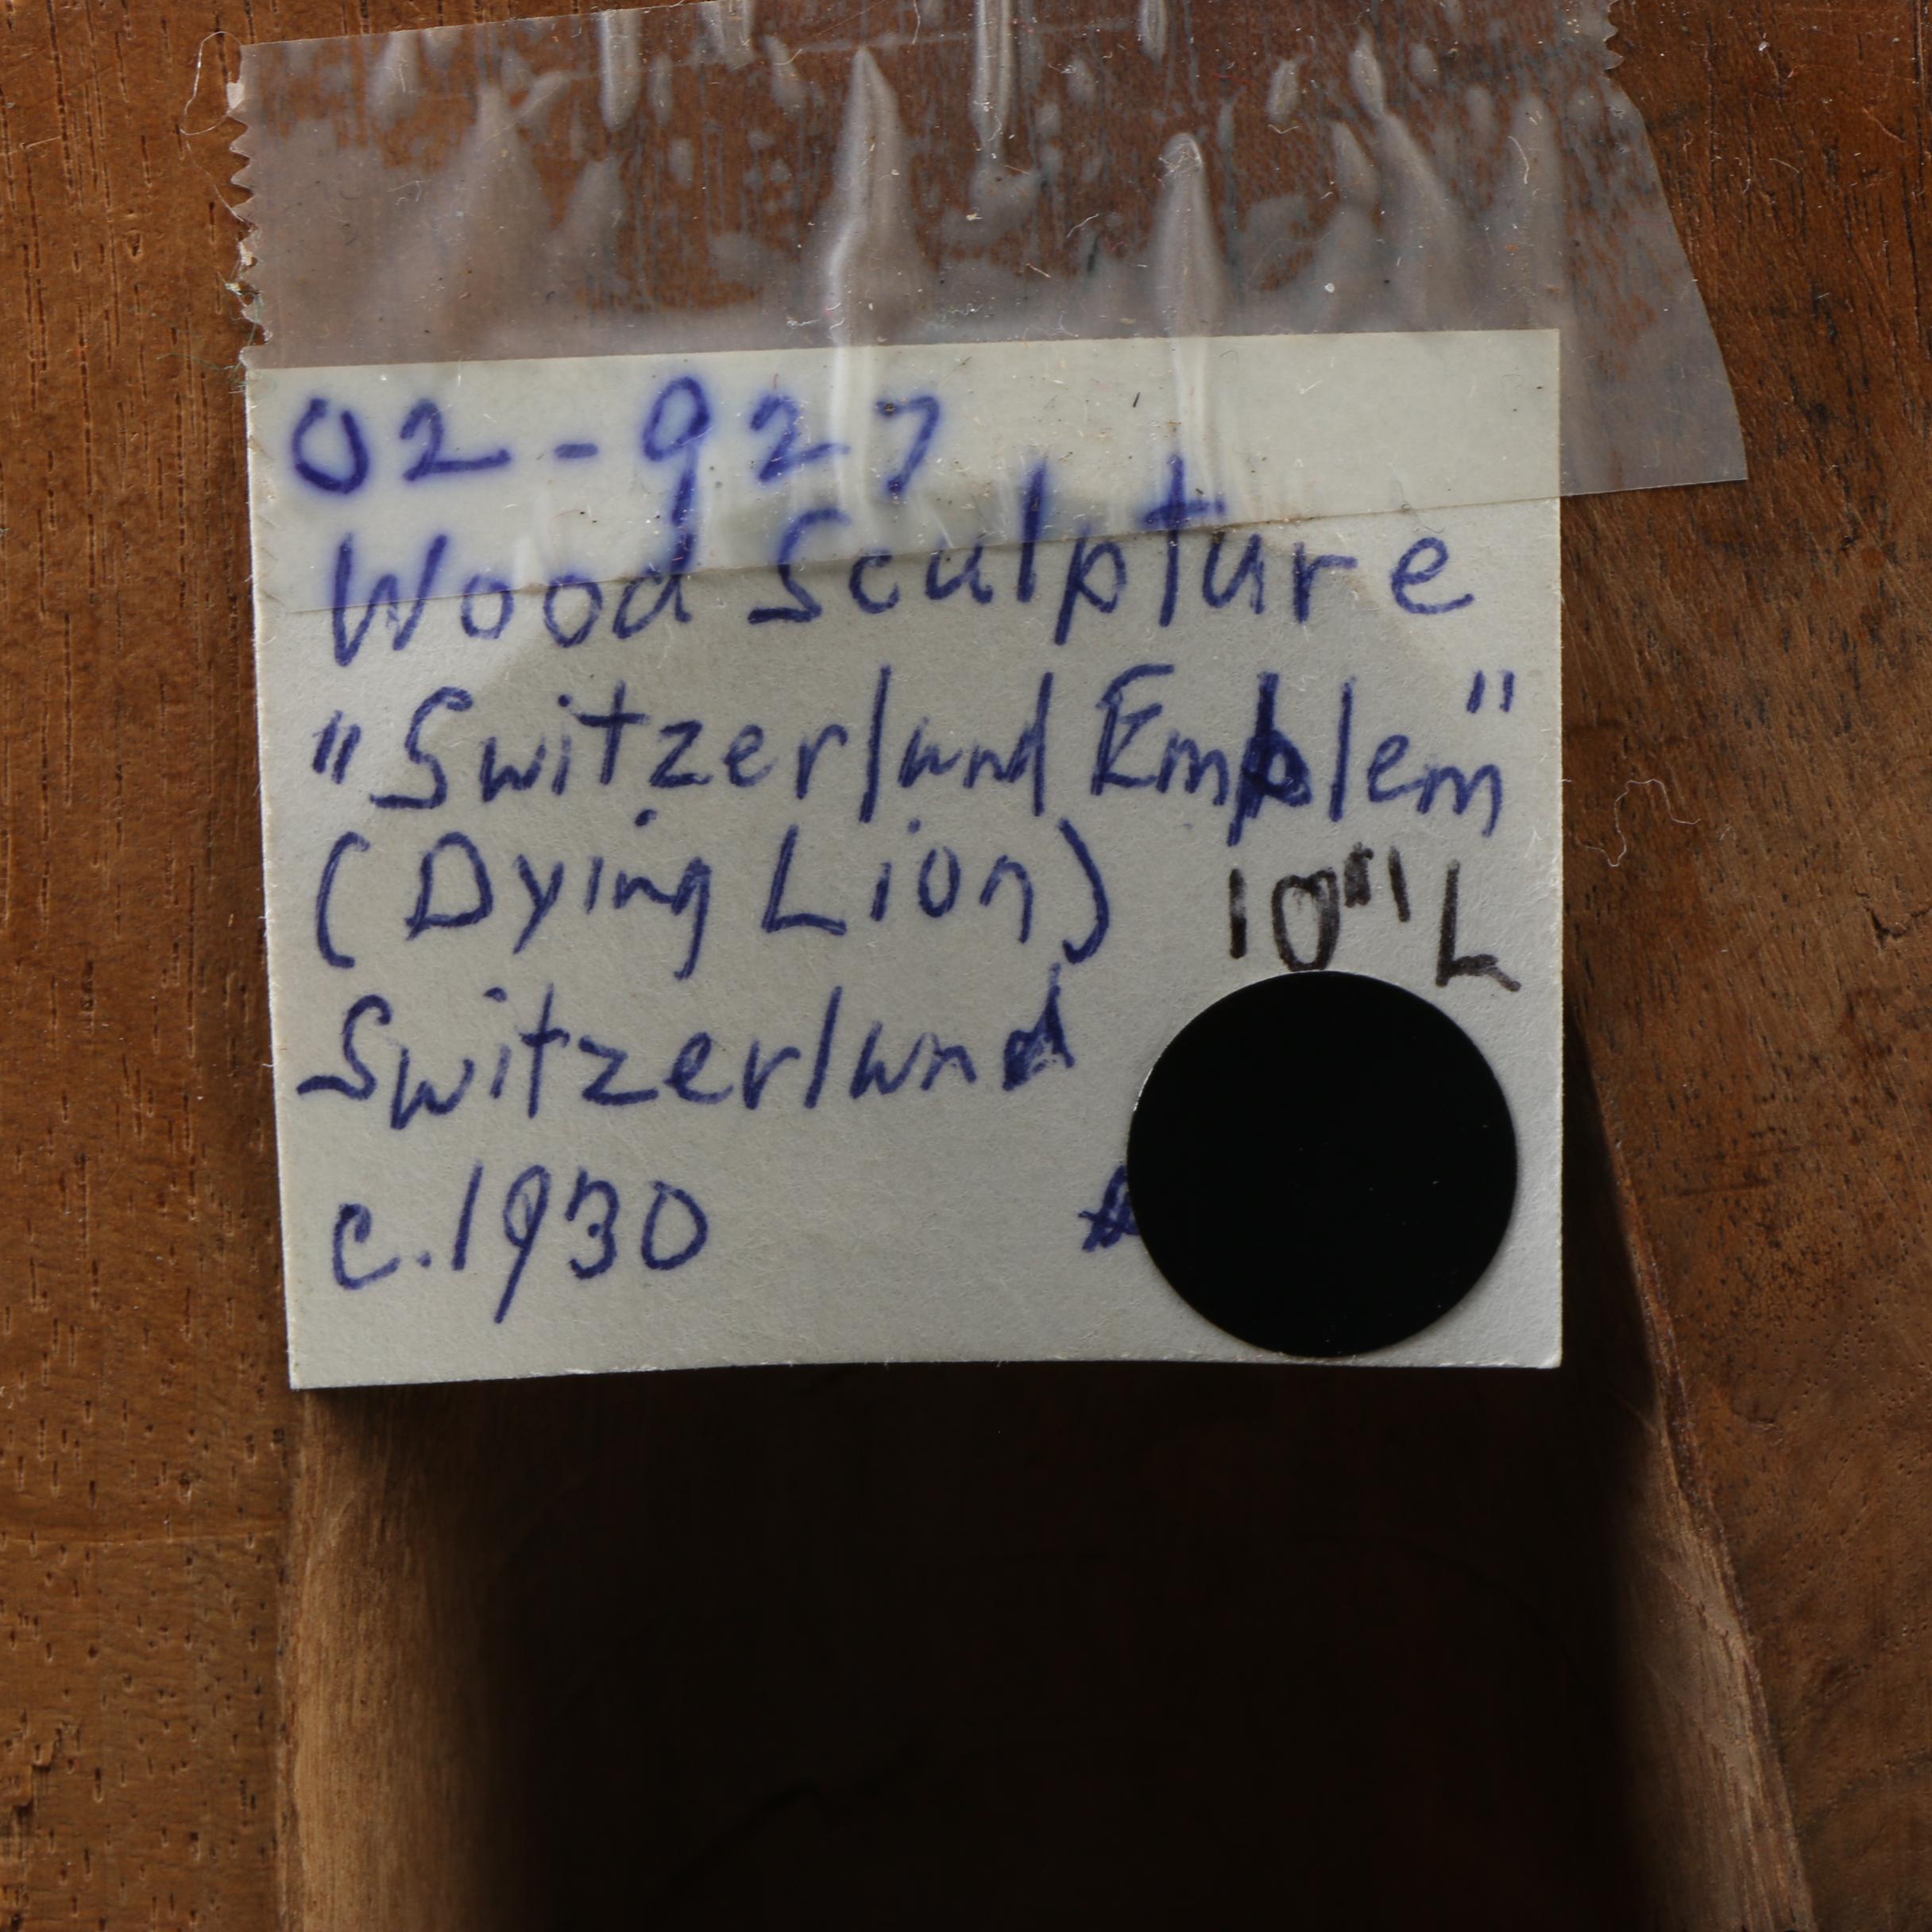 02-927
Wood Sculpture
"Switzerland Emblem"
(Dying Lion)
10" L
Switzerland
c.1930